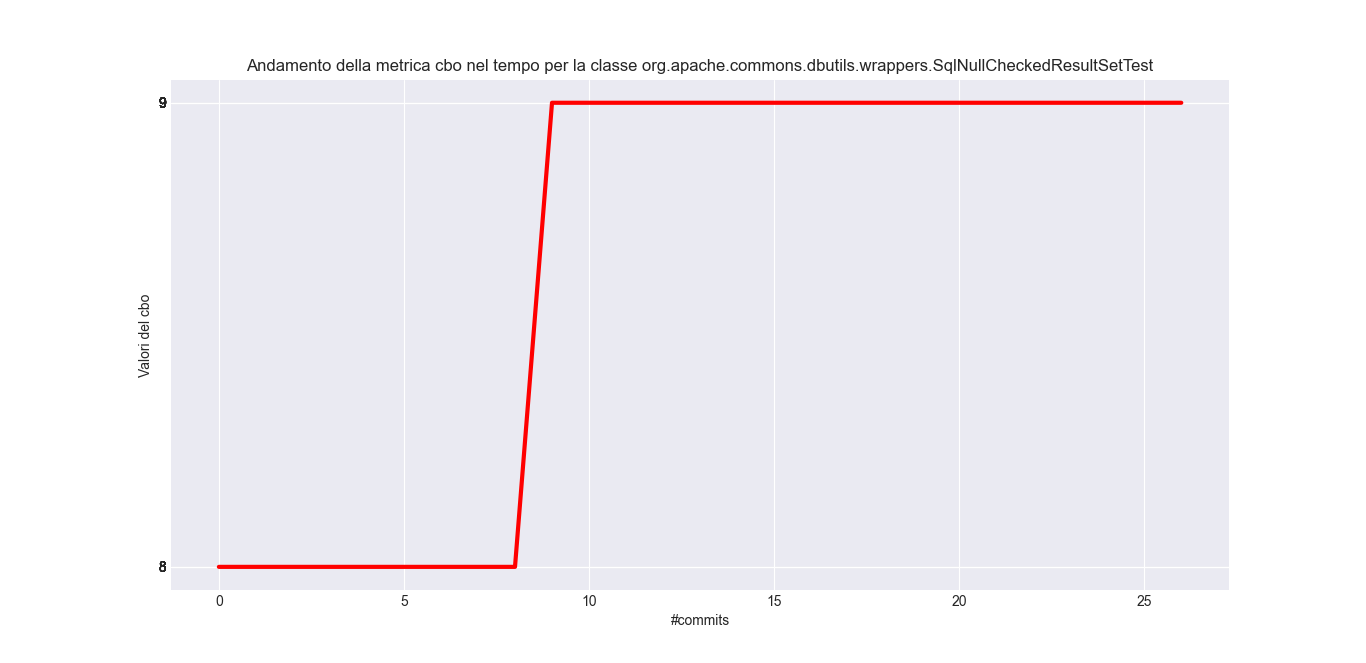 Andamento della metrica cbo nel tempo per la classe org.apache.commons.dbutils.wrappers.SqlNullCheckedResultSetTest
9
Valori del cbo
8
0 5 10 15 20 25
#commits